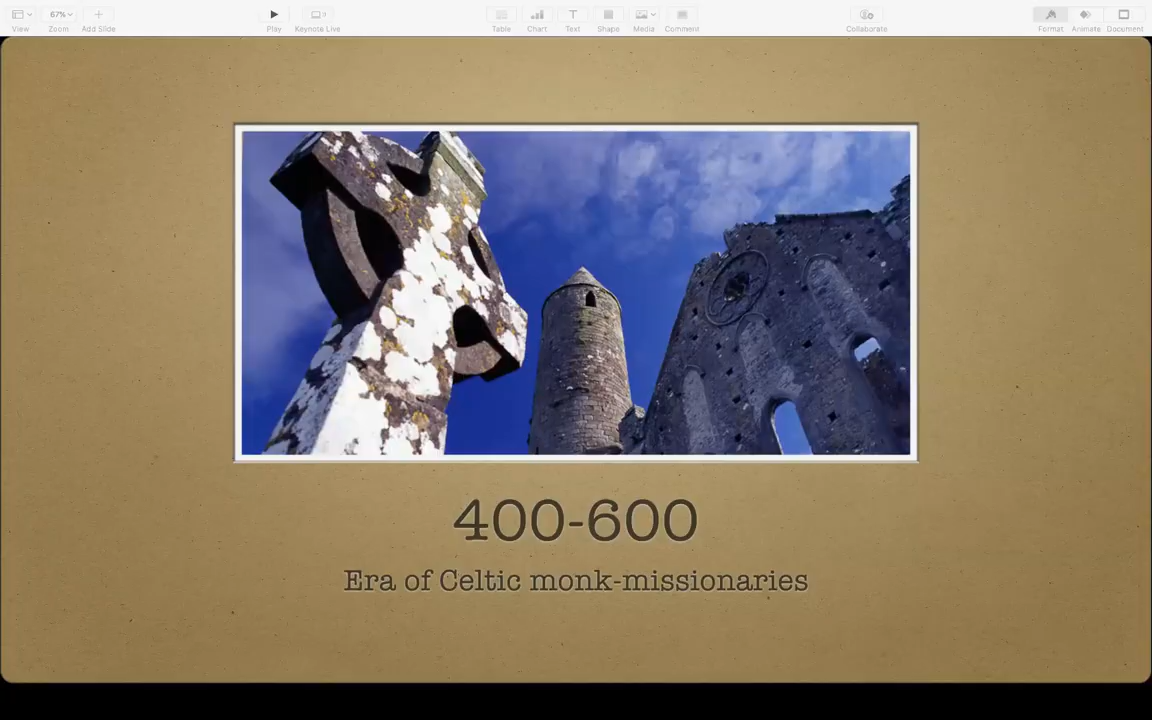 67%
View
Zoom
Add Slide
Play
Keynote Live
Table
Chart
Text
Shape
Media
Comment
Collaborate
Format
Animate
Document
400-600
Era of Celtic monk-missionaries